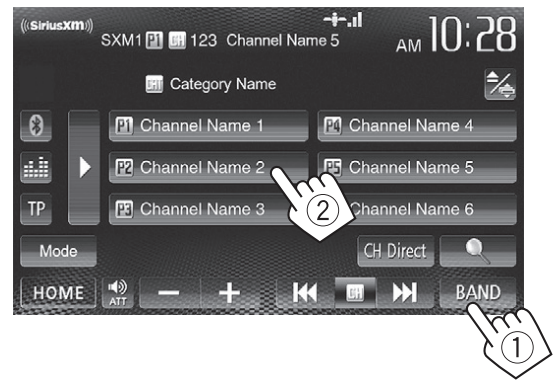 ((SiriusXM))
SXM1 P1 CH 123 Channel Name 5 AM 10:28
CAT Category Name
P1 Channel Name 1 P4 Channel Name 4
P2 Channel Name 2 P5 Channel Name 5
TP P3 Channel Name 3 Channel Name 6
2
Mode CH Direct
HOME ATT CH BAND
1